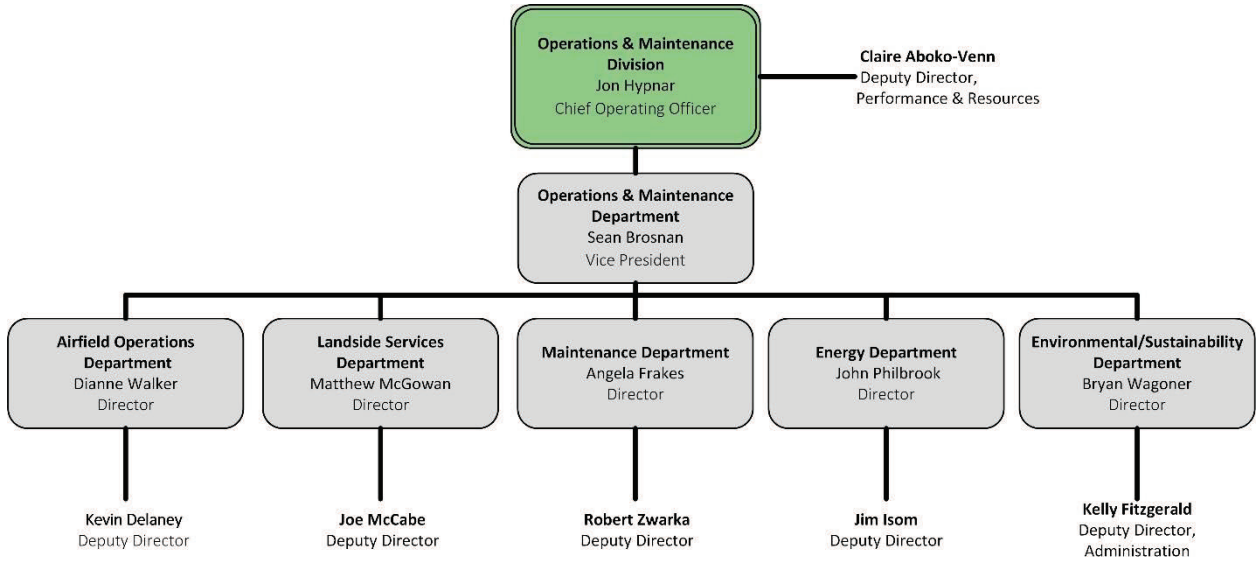 Operations & Maintenance
Division
Jon Hypnar
Chief Operating Officer
Claire Aboko-Venn
Deputy Director,
Performance & Resources
Operations & Maintenance
Department
Sean Brosnan
Vice President
Airfield Operations
Department
Dianne Walker
Director
Landside Services
Department
Matthew McGowan
Director
Maintenance Department
Angela Frakes
Director
Energy Department
John Philbrook
Director
Environmental/Sustainability
Department
Bryan Wagoner
Director
Kevin Delaney
Deputy Director
Joe McCabe
Deputy Director
Robert Zwarka
Deputy Director
Jim Isom
Deputy Director
Kelly Fitzgerald
Deputy Director,
Administration